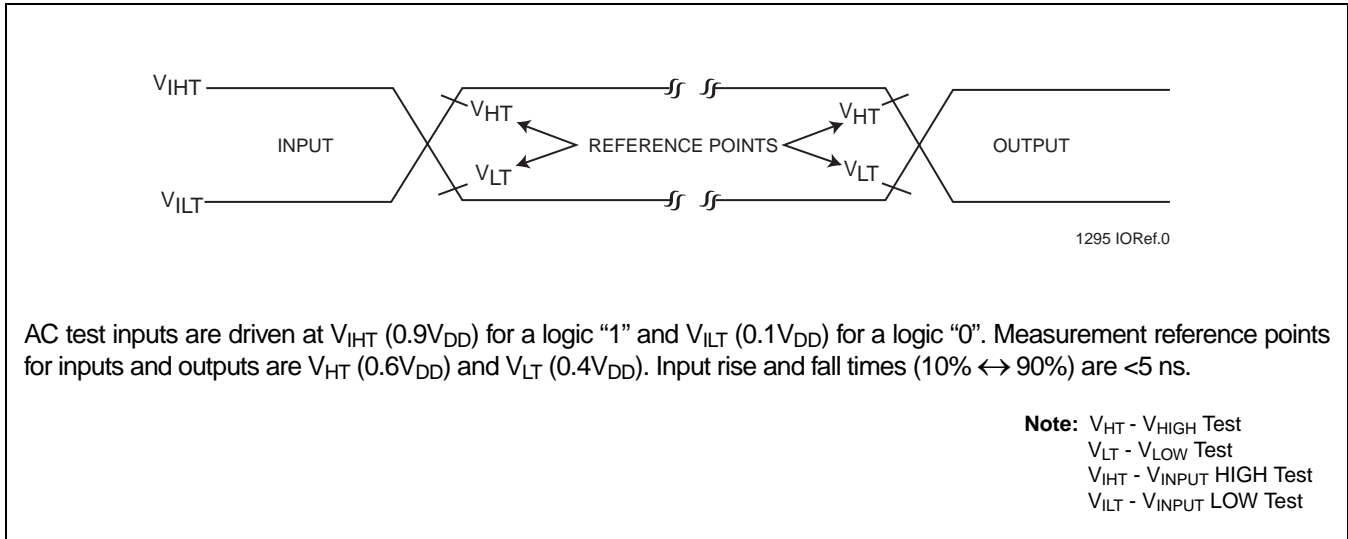 VIHT
VHT
VHT
INPUT
REFERENCE POINTS
OUTPUT
VLT
VLT
VILT
1295 IORef.0
AC test inputs are driven at VIHT (0.9VDD) for a logic “1” and VILT (0.1VDD) for a logic “0”. Measurement reference points
for inputs and outputs are VHT (0.6VDD) and VLT (0.4VDD). Input rise and fall times (10% ↔ 90%) are <5 ns.
Note: VHT - VHIGH Test
VLT - VLOW Test
VIHT - VINPUT HIGH Test
VILT - VINPUT LOW Test